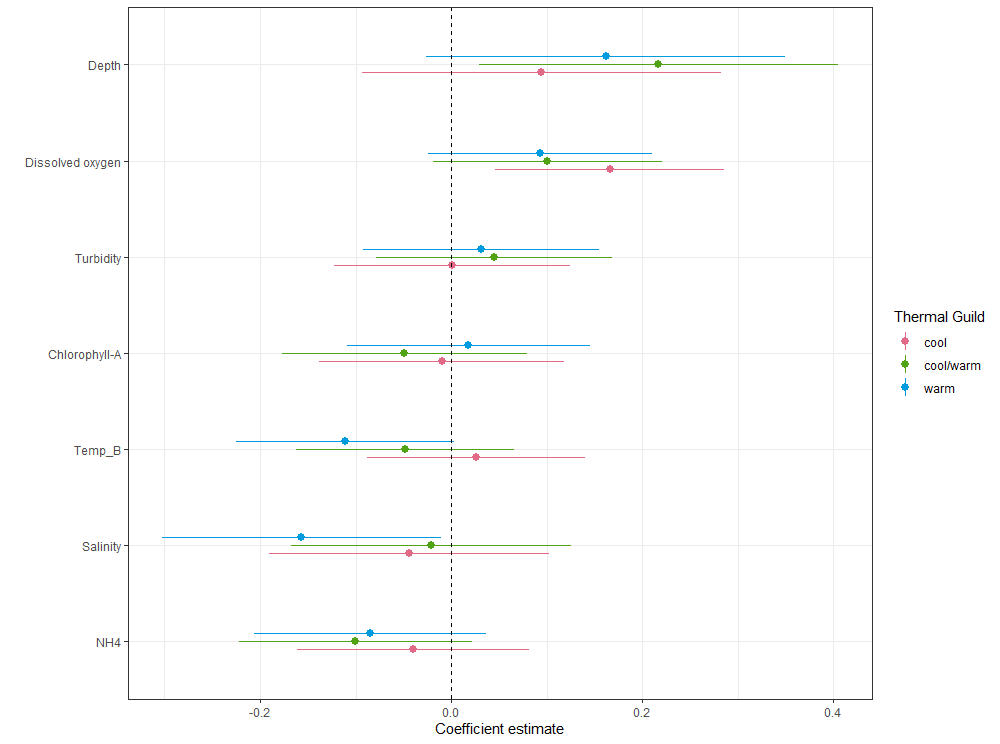 Depth
Dissolved oxygen
Turbidity
Chlorophyll-A
Temp_B
Salinity
NH4
-0.2 0.0 0.2 0.4
Coefficient estimate
Thermal Guild
cool
cool/warm
warm